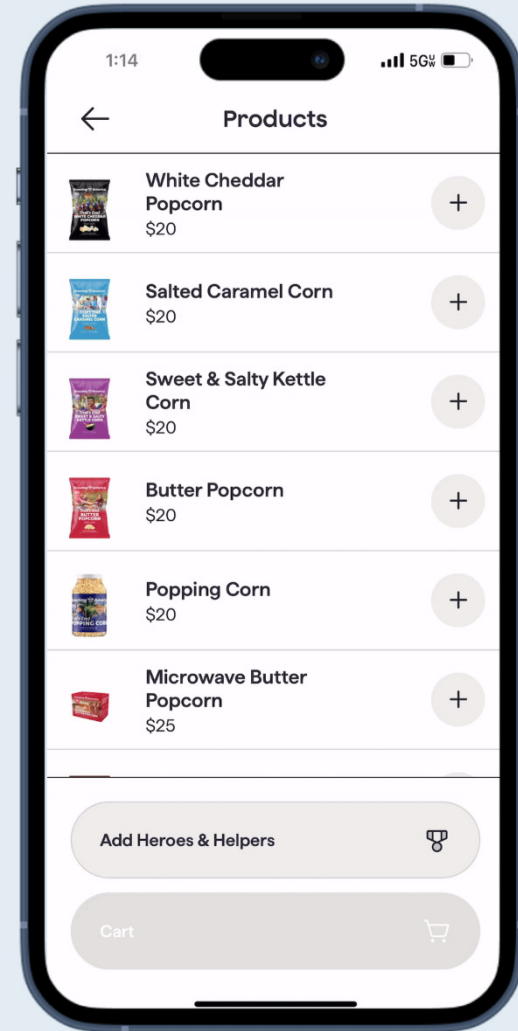 1:14
5G UW
Products
White Cheddar
Popcorn
$20
Salted Caramel Corn
$20
Sweet & Salty Kettle
Corn
$20
Butter Popcorn
$20
Popping Corn
$20
Microwave Butter
Popcorn
$25
Add Heroes & Helpers
Cart